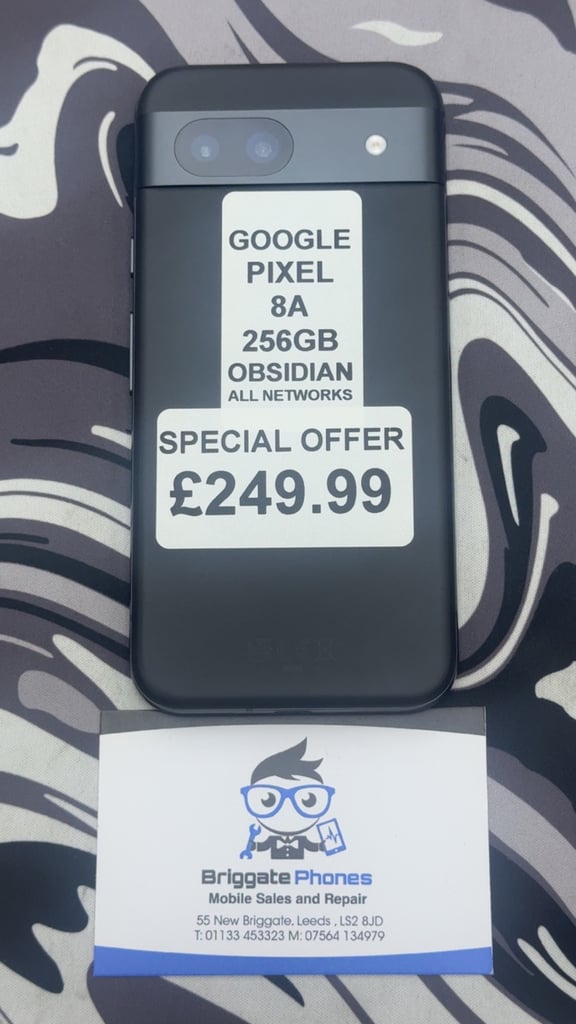 GOOGLE
PIXEL
8A
256GB
OBSIDIAN
ALL NETWORKS
SPECIAL OFFER
£249.99
Briggate Phones
Mobile Sales and Repair
55 New Briggate, Leeds , LS2 8JD
T: 01133 453323 M: 07564 134979